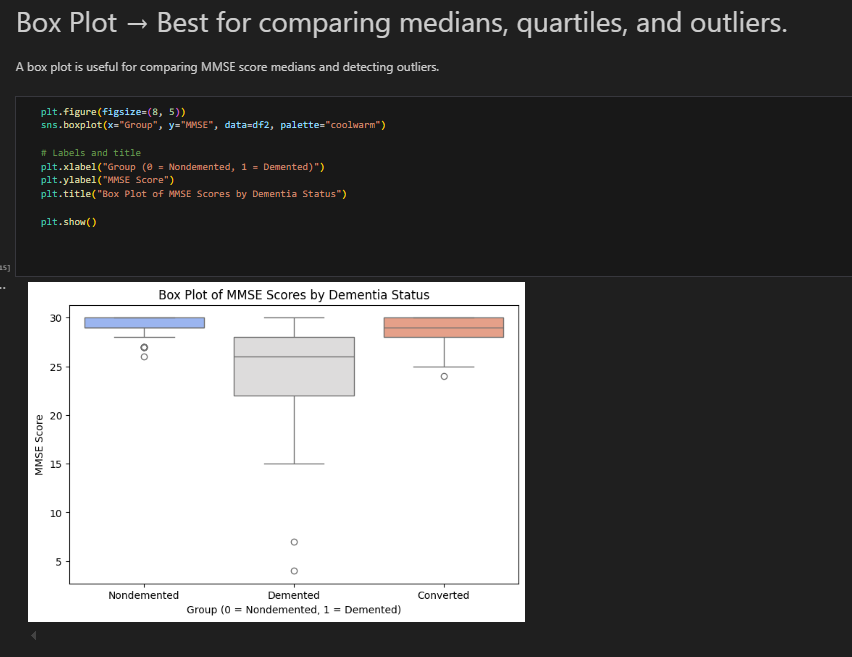 Box Plot → Best for comparing medians, quartiles, and outliers.
A box plot is useful for comparing MMSE score medians and detecting outliers.
plt.figure(figsize=(8, 5))
sns.boxplot(x="Group", y="MMSE", data=df2, palette="coolwarm")
# Labels and title
plt.xlabel("Group (0 = Nondemented, 1 = Demented)")
plt.ylabel("MMSE Score")
plt.title("Box Plot of MMSE Scores by Dementia Status")
plt.show()
Box Plot of MMSE Scores by Dementia Status
30
25
20
15
10
5
MMSE Score
Nondemented Demented Converted
Group (0 = Nondemented, 1 = Demented)